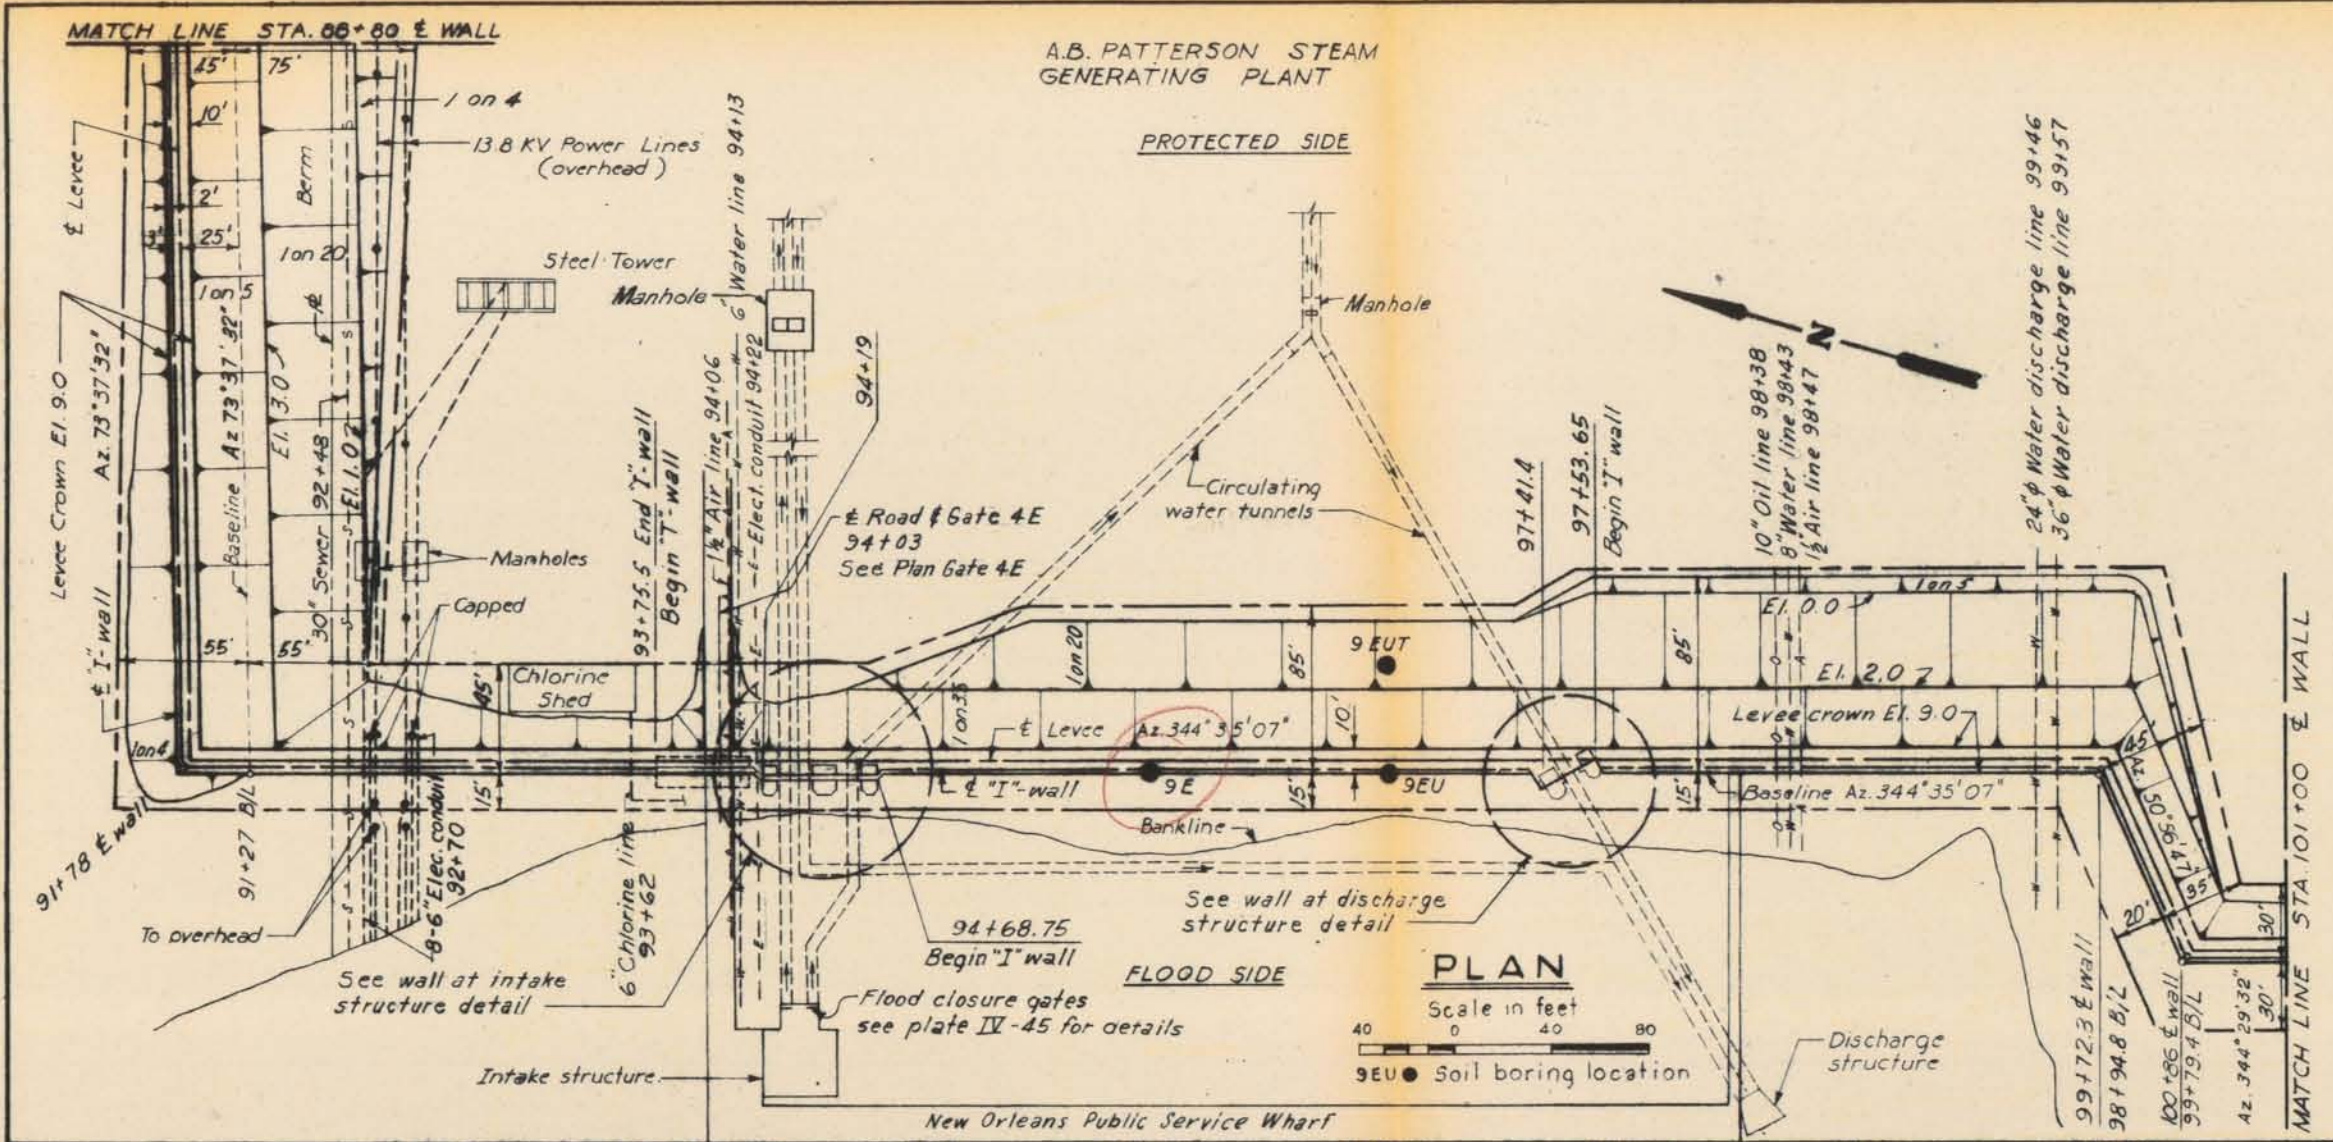 MATCH LINE STA. 88+80 ℄ WALL
A.B. PATTERSON STEAM
GENERATING PLANT
PROTECTED SIDE
45'
75'
10'
1 on 4
13.8 KV Power Lines
(overhead)
℄ Levee
Berm
2'
3'
25'
1 on 20
1 on 5
Levee Crown El. 9.0
Az. 73°37'32"
Baseline
Az 73°37'32"
El. 3.0
30" Sewer 92+48
El. 1.0
S
Steel Tower
Manhole
6" Water line 94+13
1½" Air line 94+06
Elect. conduit 94+22
94+19
93+75.5 End "I"-wall
Begin "T"-wall
℄ Road & Gate 4E
94+03
See Plan Gate 4E
Manholes
Capped
℄ "I"-wall
55'
55'
45'
Chlorine
Shed
15'
1 on 4
91+78 ℄ wall
91+27 B/L
To overhead
8-6" Elec. conduit
92+70
6" Chlorine line
93+62
See wall at intake
structure detail
Intake structure
94+68.75
Begin "I" wall
Flood closure gates
see plate IV-45 for details
FLOOD SIDE
Manhole
Circulating
water tunnels
N
97+41.4
97+53.65
Begin "I" wall
10" Oil line 98+38
8" Water line 98+43
1½" Air line 98+47
24" ϕ Water discharge line 99+46
36" ϕ Water discharge line 99+57
1 on 20
1 on 35
85'
9 EUT
85'
El. 0.0
1 on 5
El. 2.0
℄ Levee
Az. 344° 35'07"
10'
Levee crown El. 9.0
℄ "I"-wall
9E
15'
9EU
15'
Baseline Az. 344°35'07"
Bankline
See wall at discharge
structure detail
45'
Az. 50°56'47"
35'
20'
30'
30'
PLAN
Scale in feet
40 0 40 80
9EU Soil boring location
Discharge
structure
New Orleans Public Service Wharf
99+72.3 ℄ wall
98+94.8 B/L
100+86 ℄ wall
99+79.4 B/L
Az. 344° 29'32"
MATCH LINE STA. 101+00 ℄ WALL